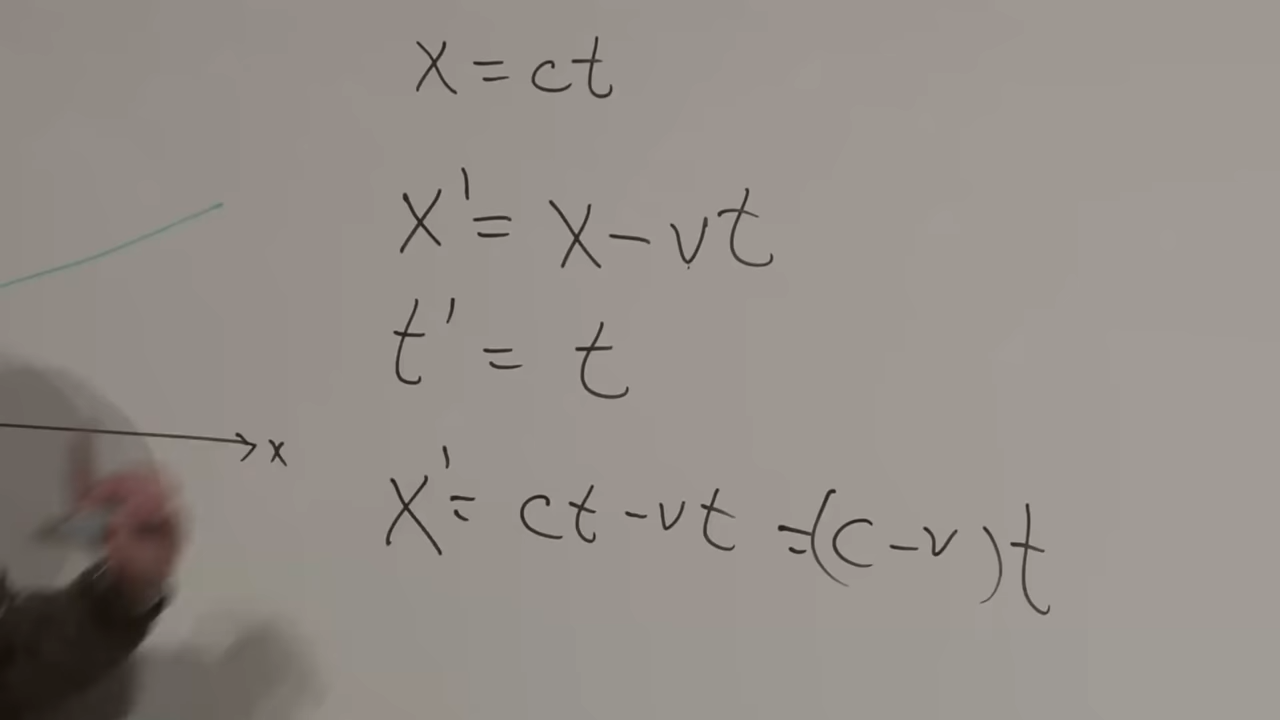 x = ct
x' = x - vt
t' = t
x
x' = ct - vt = (c - v)t